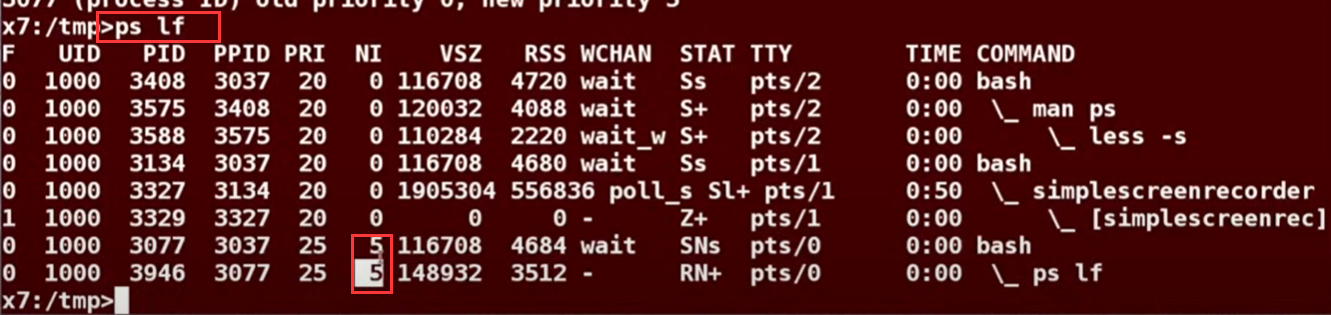 3077 (process ID) old priority 0, new priority 5
x7:/tmp>ps lf
F   UID   PID  PPID PRI  NI    VSZ   RSS WCHAN  STAT TTY        TIME COMMAND
0  1000  3408  3037  20   0 116708  4720 wait   Ss   pts/2      0:00 bash
0  1000  3575  3408  20   0 120032  4088 wait   S+   pts/2      0:00  \_ man ps
0  1000  3588  3575  20   0 110284  2220 wait_w S+   pts/2      0:00      \_ less -s
0  1000  3134  3037  20   0 116708  4680 wait   Ss   pts/1      0:00 bash
0  1000  3327  3134  20   0 1905304 556836 poll_s Sl+ pts/1     0:50  \_ simplescreenrecorder
1  1000  3329  3327  20   0      0     0 -      Z+   pts/1      0:00      \_ [simplescreenrec]
0  1000  3077  3037  25   5 116708  4684 wait   SNs  pts/0      0:00 bash
0  1000  3946  3077  25   5 148932  3512 -      RN+  pts/0      0:00  \_ ps lf
x7:/tmp>